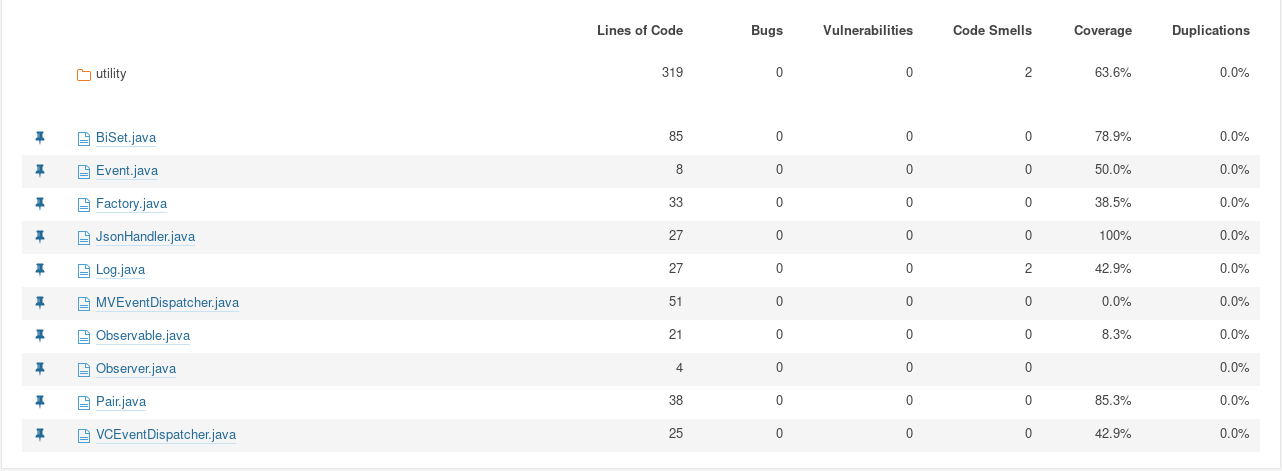 Lines of Code Bugs Vulnerabilities Code Smells Coverage Duplications
utility 319 0 0 2 63.6% 0.0%
BiSet.java 85 0 0 0 78.9% 0.0%
Event.java 8 0 0 0 50.0% 0.0%
Factory.java 33 0 0 0 38.5% 0.0%
JsonHandler.java 27 0 0 0 100% 0.0%
Log.java 27 0 0 2 42.9% 0.0%
MVEventDispatcher.java 51 0 0 0 0.0% 0.0%
Observable.java 21 0 0 0 8.3% 0.0%
Observer.java 4 0 0 0 0.0%
Pair.java 38 0 0 0 85.3% 0.0%
VCEventDispatcher.java 25 0 0 0 42.9% 0.0%